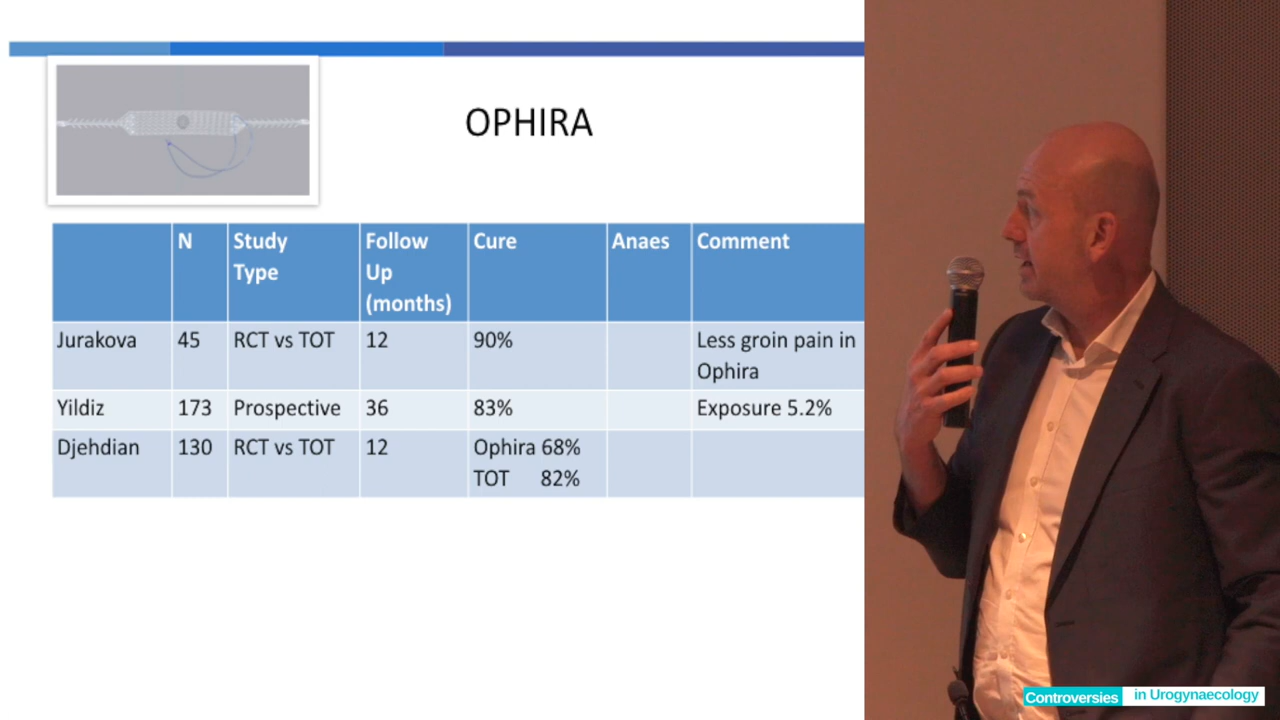 OPHIRA
N Study Type Follow Up (months) Cure Anaes Comment
Jurakova 45 RCT vs TOT 12 90% Less groin pain in Ophira
Yildiz 173 Prospective 36 83% Exposure 5.2%
Djehdian 130 RCT vs TOT 12 Ophira 68% TOT 82%
Controversies in Urogynaecology